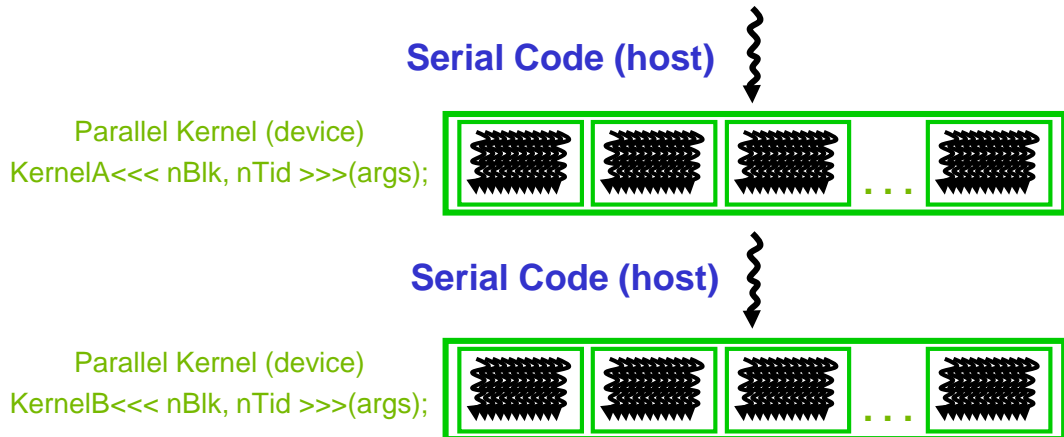 Serial Code (host)
Parallel Kernel (device)
KernelA<<< nBlk, nTid >>>(args);
. . .
Serial Code (host)
Parallel Kernel (device)
KernelB<<< nBlk, nTid >>>(args);
. . .